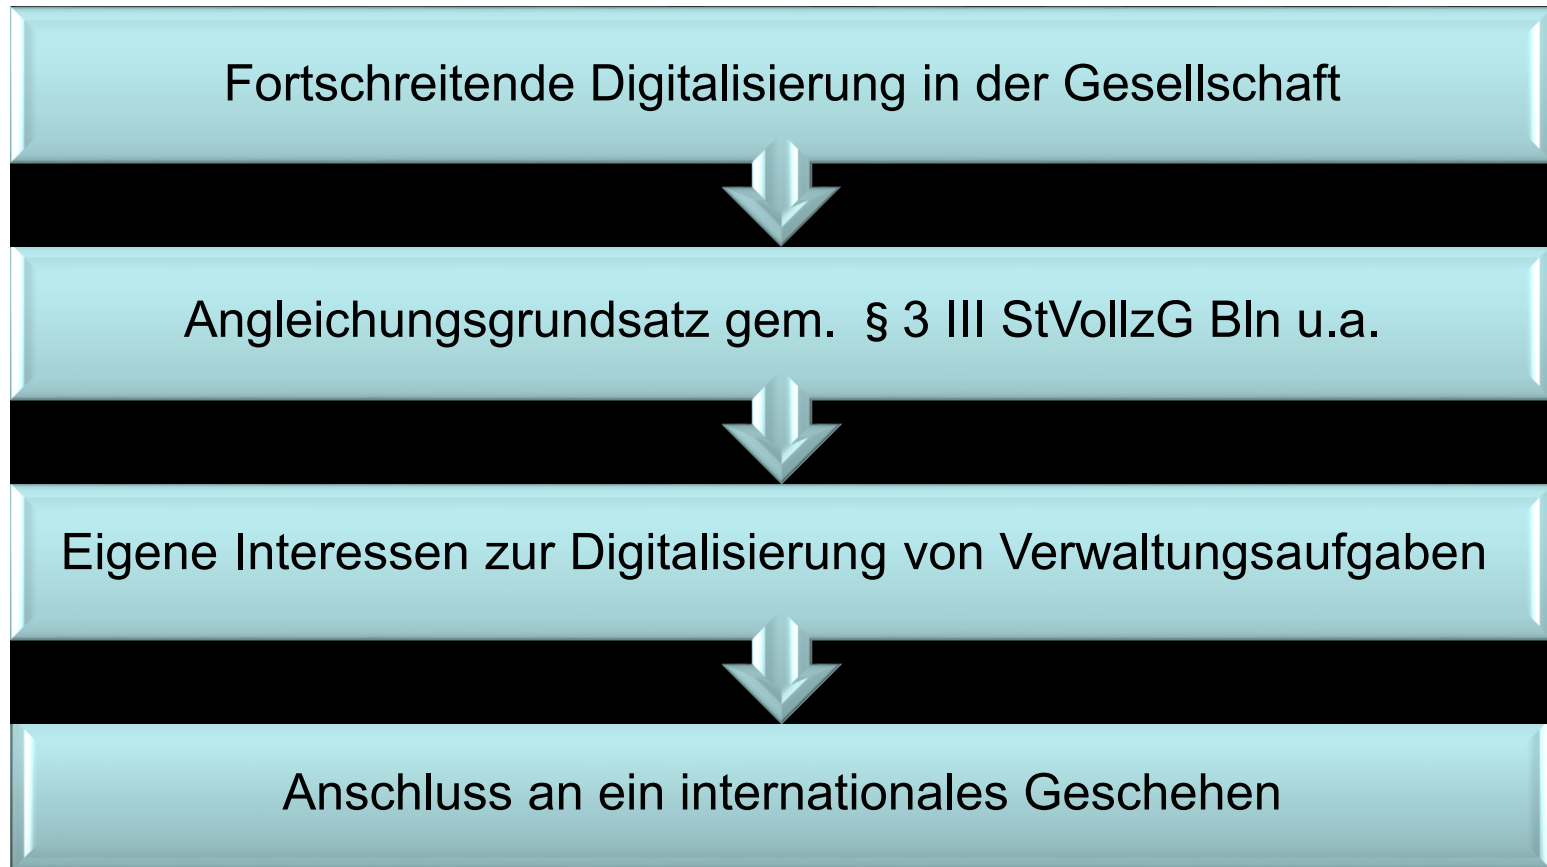 Fortschreitende Digitalisierung in der Gesellschaft
Angleichungsgrundsatz gem.  § 3 III StVollzG Bln u.a.
Eigene Interessen zur Digitalisierung von Verwaltungsaufgaben
Anschluss an ein internationales Geschehen